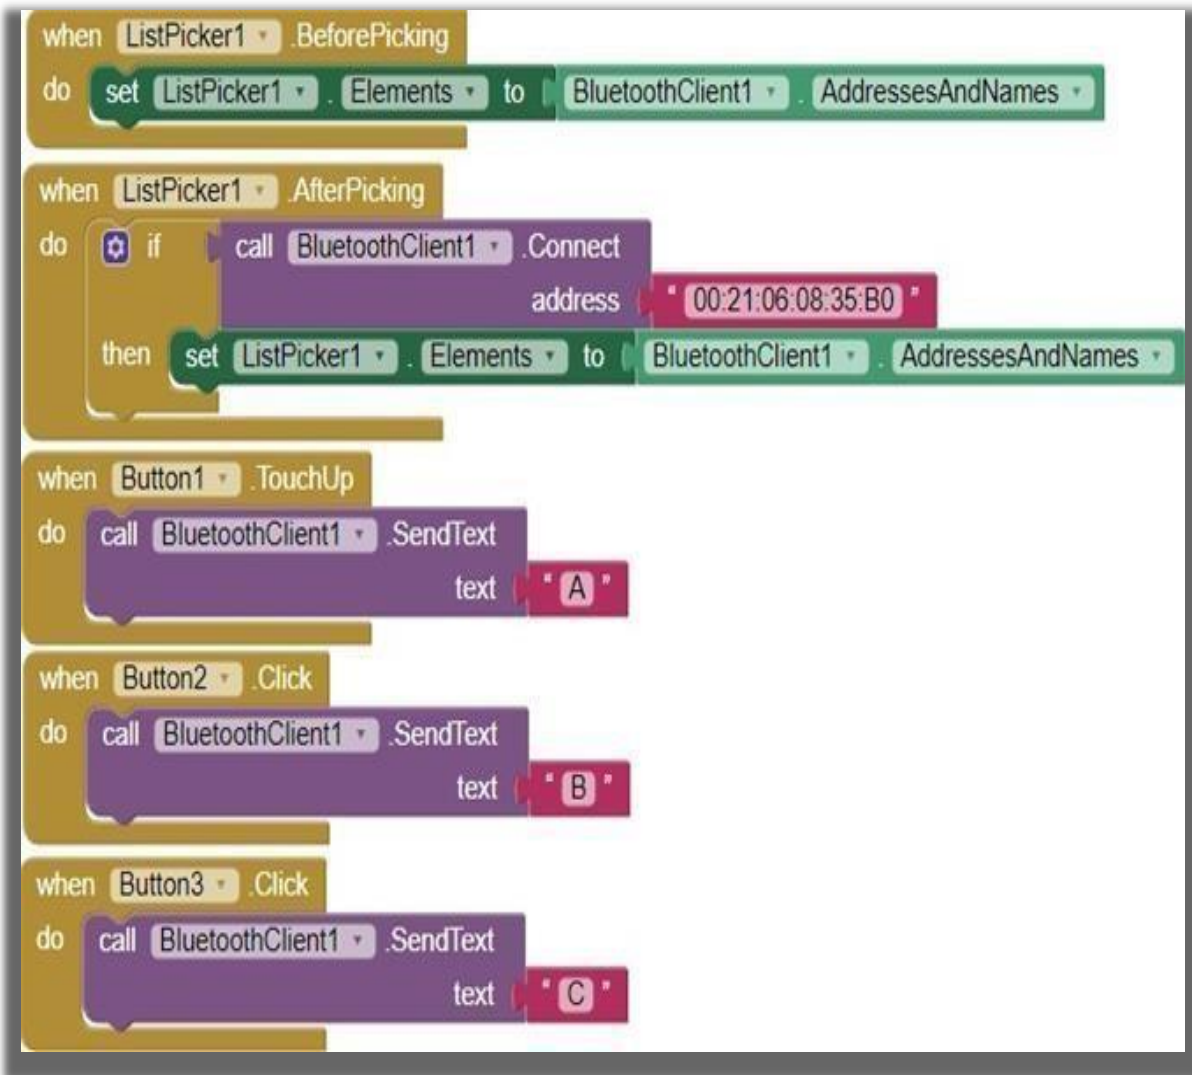 when ListPicker1 .BeforePicking
do set ListPicker1 . Elements to BluetoothClient1 . AddressesAndNames
when ListPicker1 .AfterPicking
do if call BluetoothClient1 .Connect
address " 00:21:06:08:35:B0 "
then set ListPicker1 . Elements to BluetoothClient1 . AddressesAndNames
when Button1 .TouchUp
do call BluetoothClient1 .SendText
text " A "
when Button2 .Click
do call BluetoothClient1 .SendText
text " B "
when Button3 .Click
do call BluetoothClient1 .SendText
text " C "